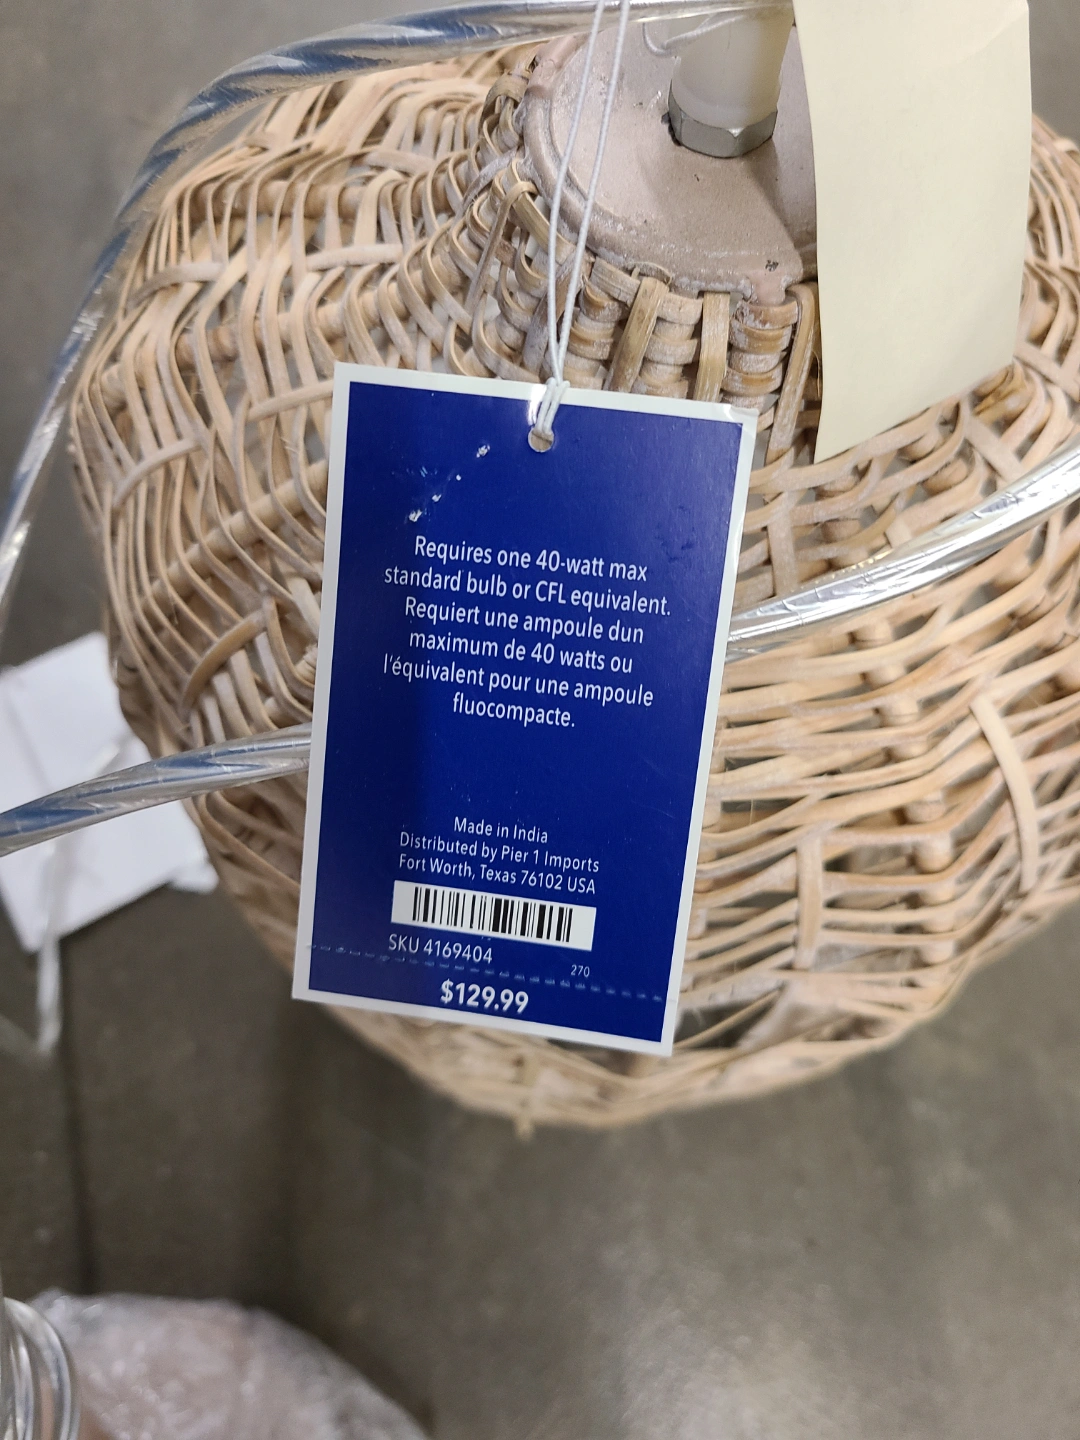 Requires one 40-watt max
standard bulb or CFL equivalent.
Requiert une ampoule dun
maximum de 40 watts ou
l'équivalent pour une ampoule
fluocompacte.
Made in India
Distributed by Pier 1 Imports
Fort Worth, Texas 76102 USA
SKU 4169404
270
$129.99